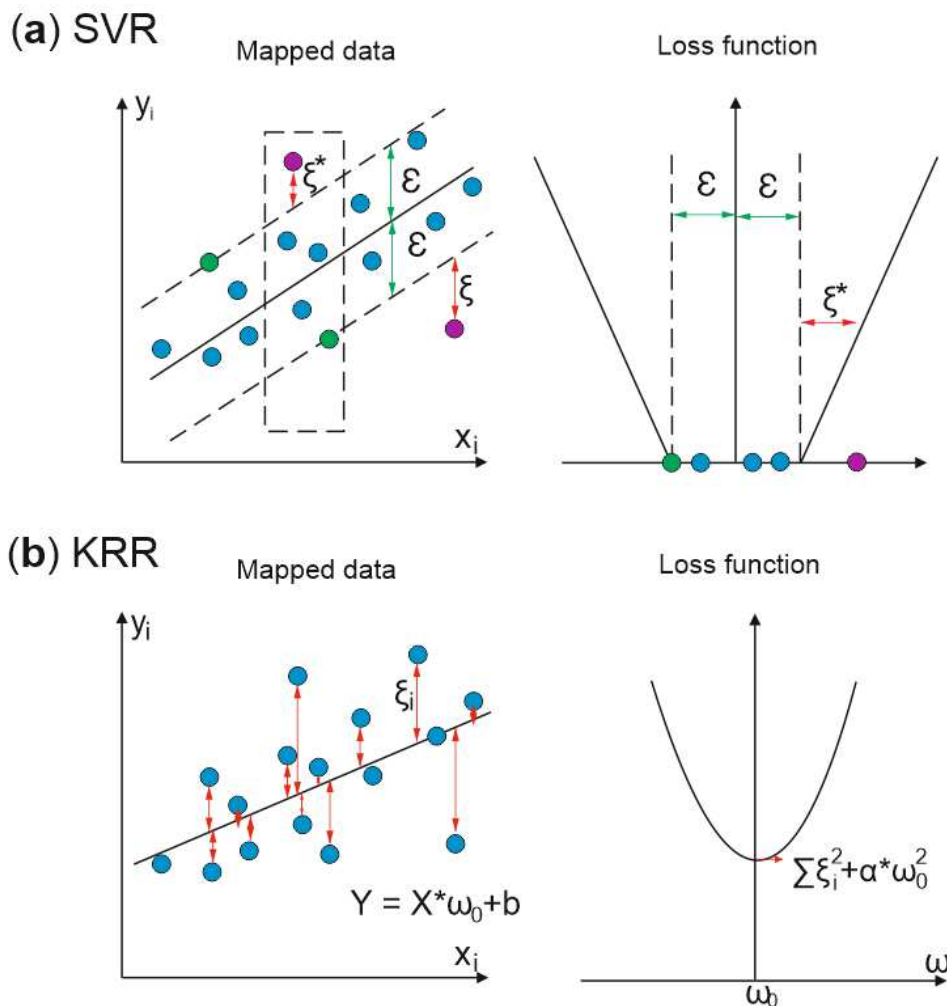 (a) SVR
Mapped data
Loss function
yᵢ
ξ*
ε
ε
ξ
xᵢ
ε
ε
ξ*
(b) KRR
Mapped data
Loss function
yᵢ
ξᵢ
Y = X*ω₀+b
xᵢ
∑ξᵢ²+α*ω₀²
ω
ω₀